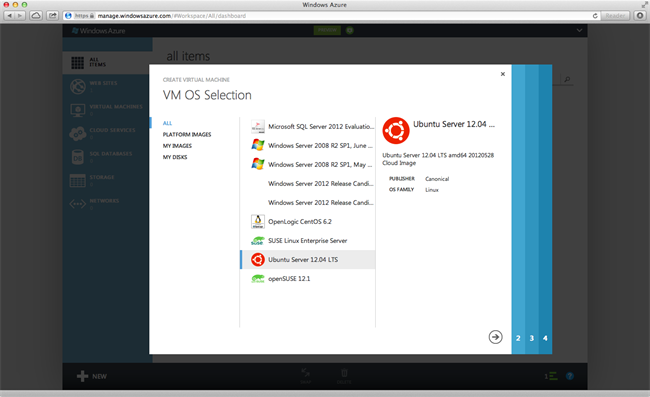 Windows Azure
https
manage.windowsazure.com/#Workspace/All/dashboard
Reader
Windows Azure
all items
ALL
ITEMS
WEB SITES
VIRTUAL MACHINES
CLOUD SERVICES
SQL DATABASES
STORAGE
NETWORKS
CREATE VIRTUAL MACHINE
VM OS Selection
ALL
PLATFORM IMAGES
MY IMAGES
MY DISKS
Microsoft SQL Server 2012 Evaluation...
Windows Server 2008 R2 SP1, June ...
Windows Server 2008 R2 SP1, May ...
Windows Server 2012 Release Candi...
Windows Server 2012 Release Candi...
OpenLogic CentOS 6.2
SUSE Linux Enterprise Server
Ubuntu Server 12.04 LTS
openSUSE 12.1
Ubuntu Server 12.04 ...
Ubuntu Server 12.04 LTS amd64 20120528
Cloud Image
PUBLISHER Canonical
OS FAMILY Linux
2 3 4
NEW